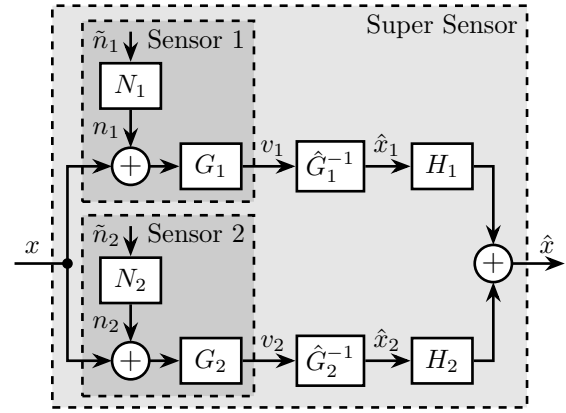 Super Sensor
ñ₁ Sensor 1
N₁
n₁
G₁
v₁
Ĝ₁⁻¹
x̂₁
H₁
+
x
ñ₂ Sensor 2
N₂
+
x̂
n₂
+
G₂
v₂
Ĝ₂⁻¹
x̂₂
H₂
+